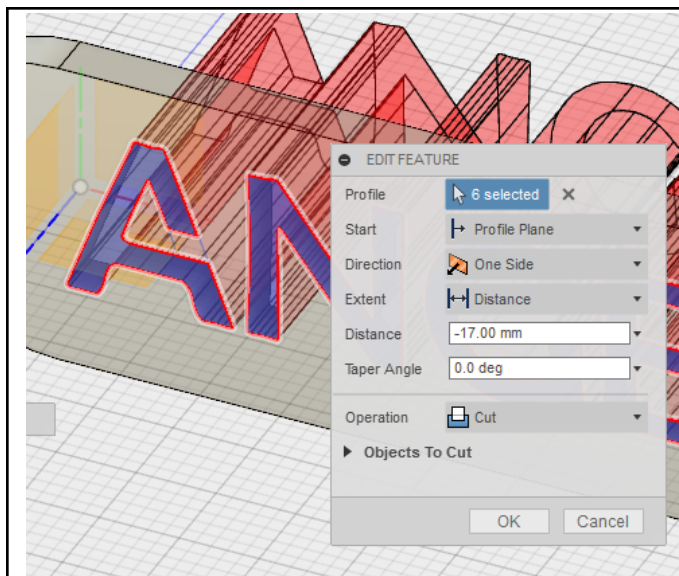 EDIT FEATURE
Profile 6 selected
Start Profile Plane
Direction One Side
Extent Distance
Distance -17.00 mm
Taper Angle 0.0 deg
Operation Cut
Objects To Cut
OK Cancel
AN